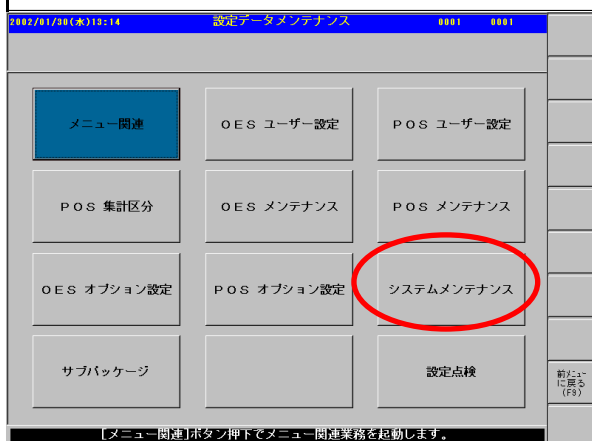 2002/01/30(水)13:14 設定データメンテナンス 0001 0001
メニュー関連 OES ユーザー設定 POS ユーザー設定
POS 集計区分 OES メンテナンス POS メンテナンス
OES オプション設定 POS オプション設定 システムメンテナンス
サブパッケージ 設定点検
前ﾒﾆｭｰ
に戻る
(F9)
[メニュー関連]ボタン押下でメニュー関連業務を起動します。